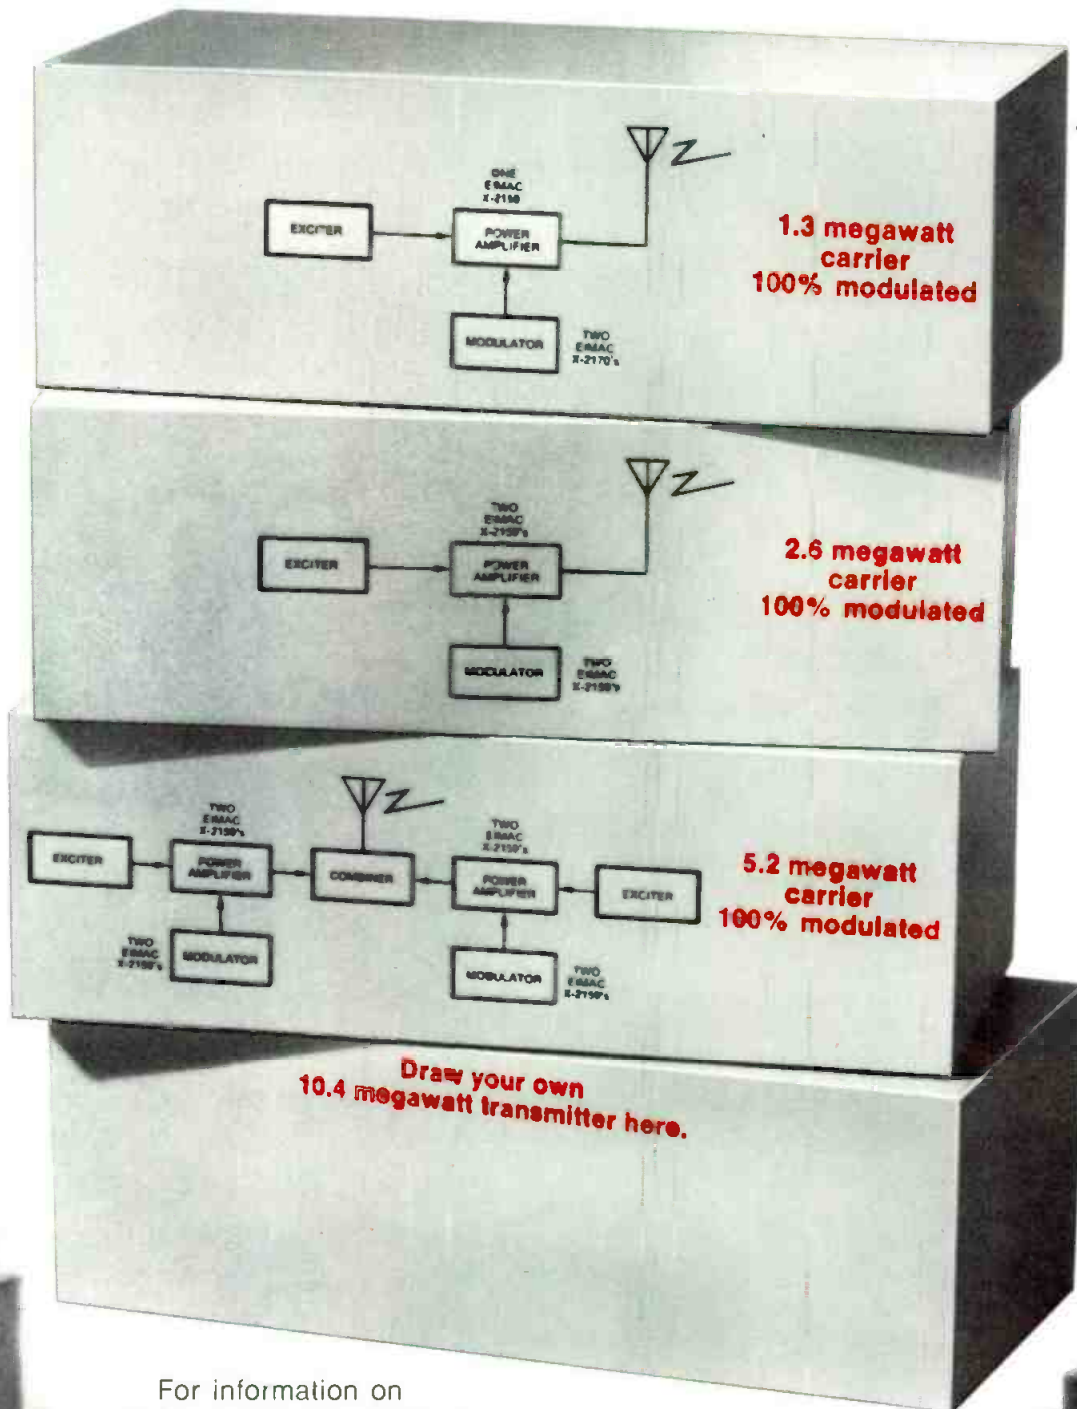 ONE
EIMAC
X-2159
EXCITER
POWER
AMPLIFIER
MODULATOR
TWO
EIMAC
X-2170's
1.3 megawatt
carrier
100% modulated
TWO
EIMAC
X-2159's
EXCITER
POWER
AMPLIFIER
MODULATOR
TWO
EIMAC
X-2159's
2.6 megawatt
carrier
100% modulated
TWO
EIMAC
X-2159's
EXCITER
POWER
AMPLIFIER
TWO
EIMAC
X-2159's
MODULATOR
COMBINER
TWO
EIMAC
X-2159's
POWER
AMPLIFIER
EXCITER
MODULATOR
TWO
EIMAC
X-2159's
5.2 megawatt
carrier
100% modulated
Draw your own
10.4 megawatt transmitter here.
For information on